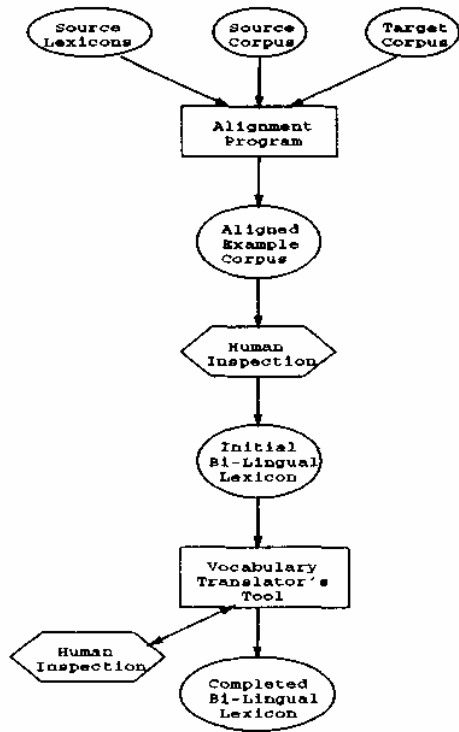 Source
Lexicons
Source
Corpus
Target
Corpus
Alignment
Program
Aligned
Example
Corpus
Human
Inspection
Initial
Bi-Lingual
Lexicon
Vocabulary
Translator's
Tool
Human
Inspection
Completed
Bi-Lingual
Lexicon